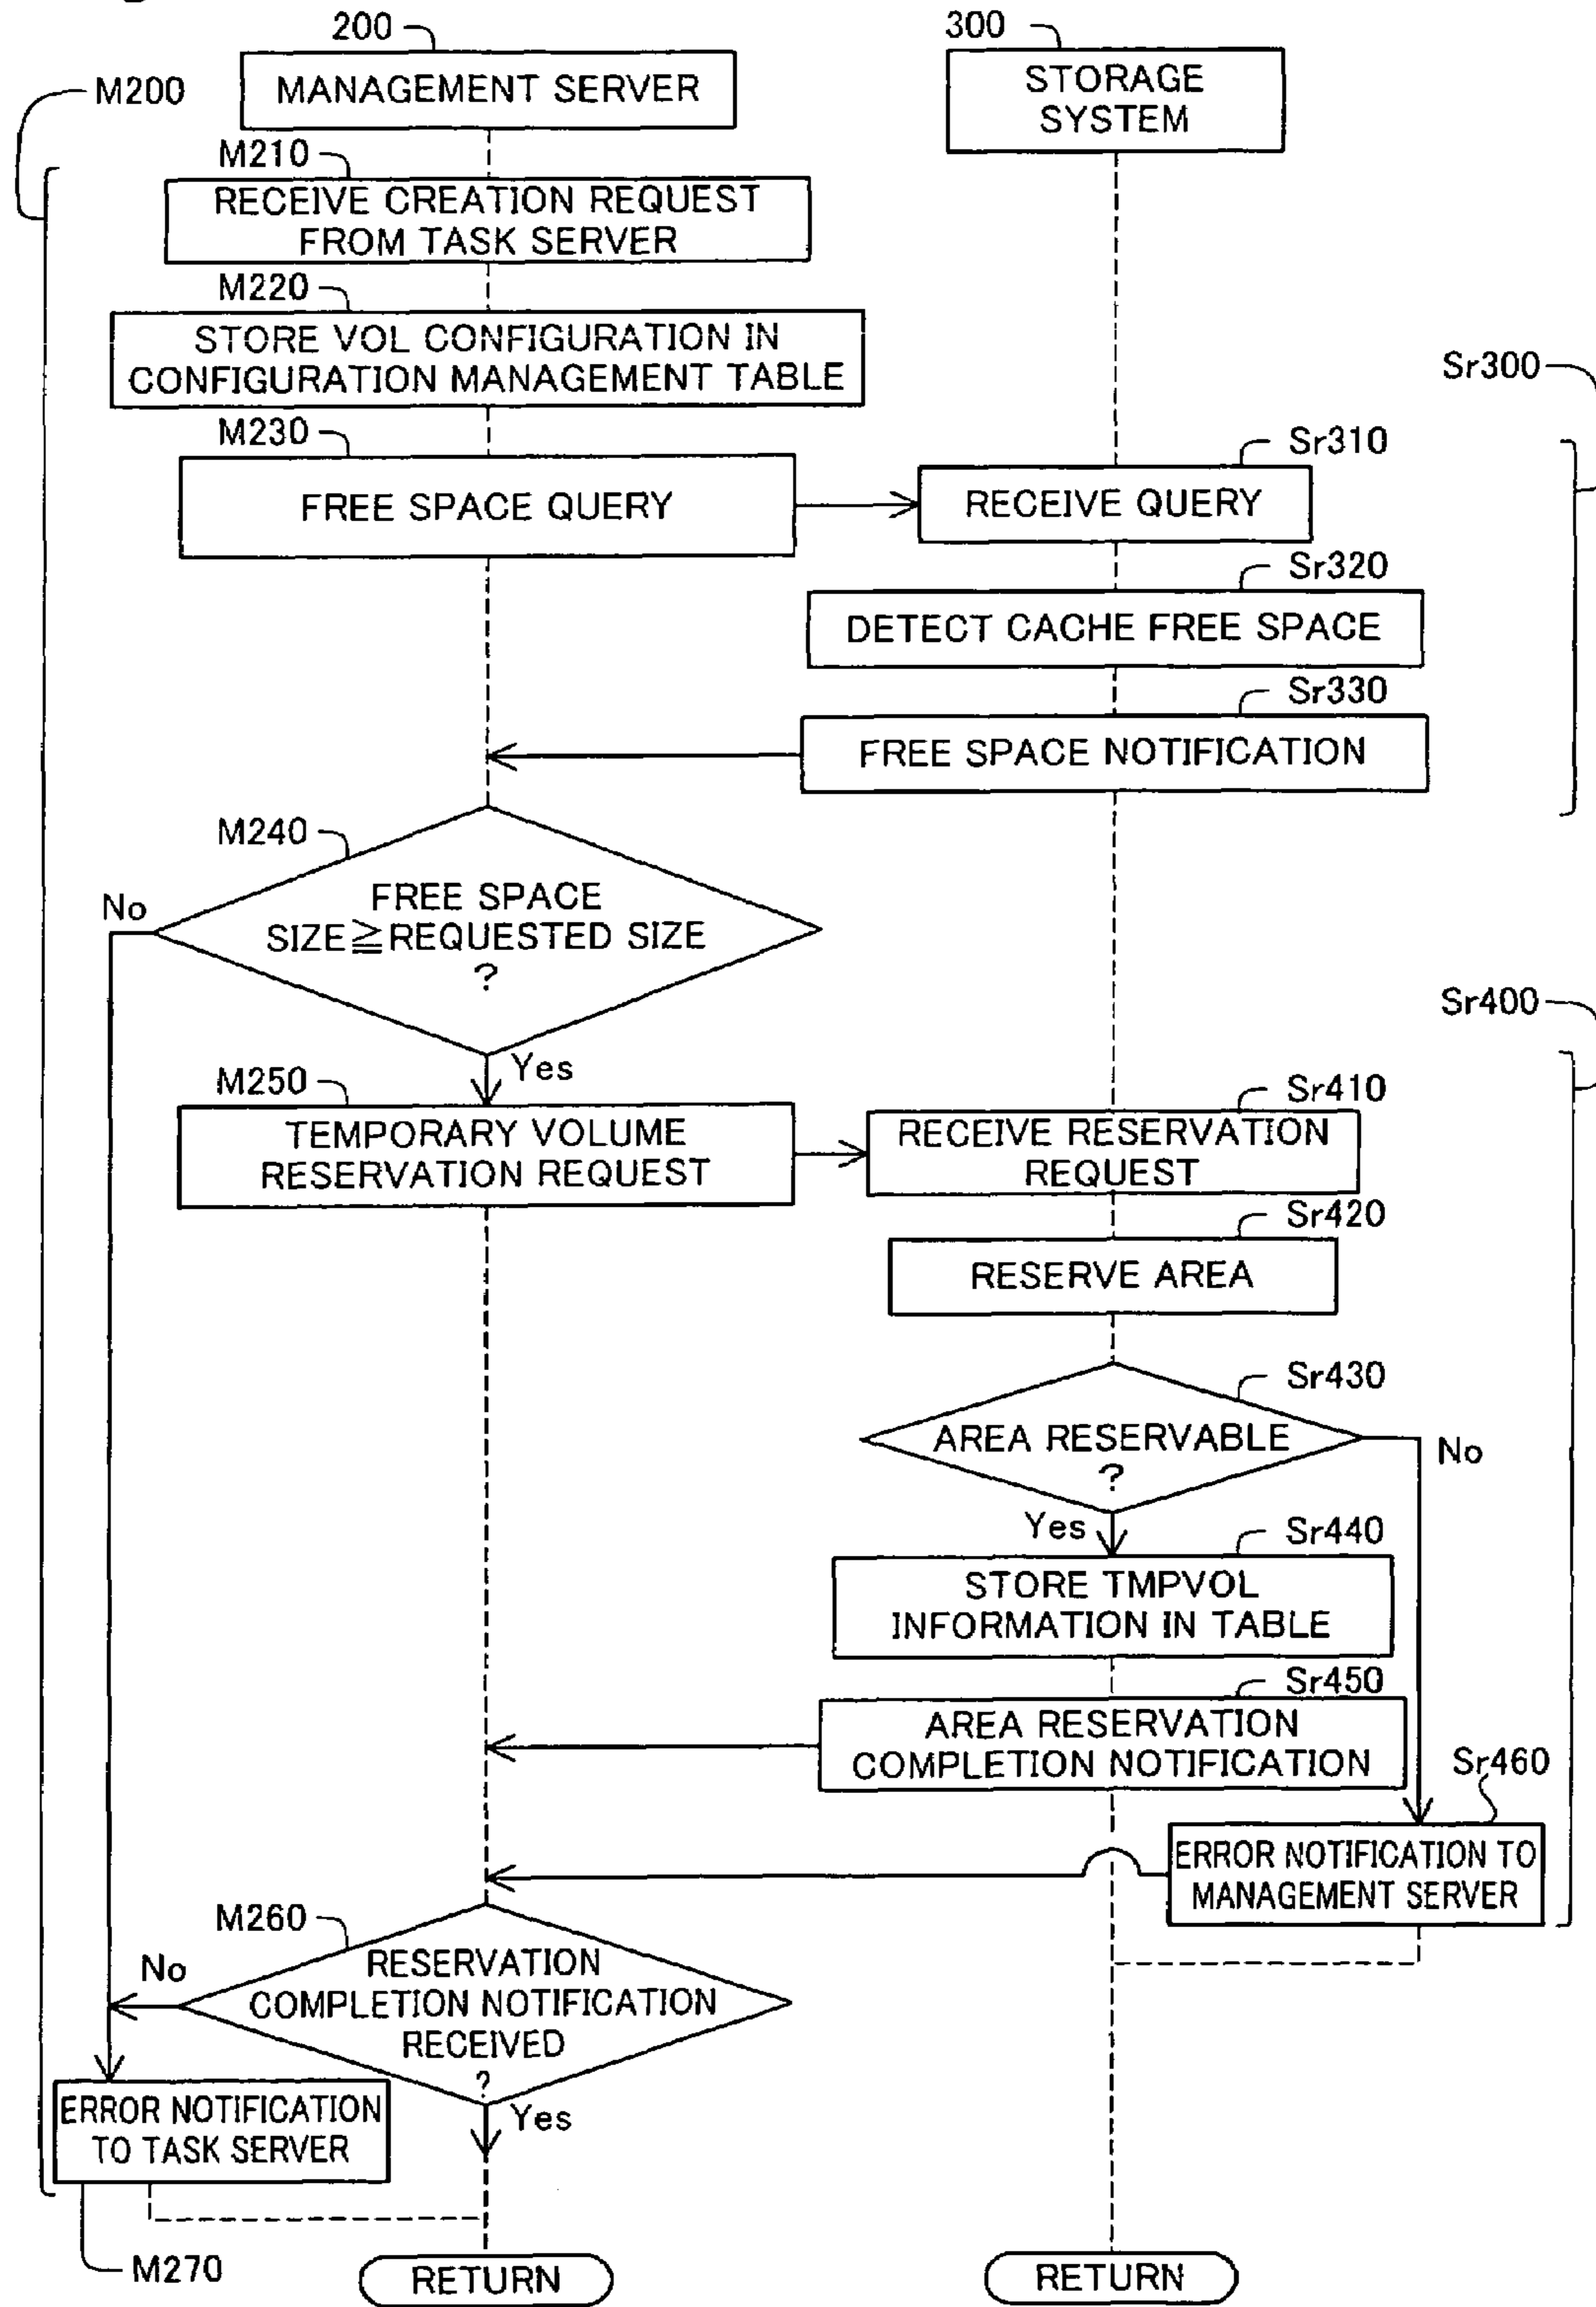 200
300
MANAGEMENT SERVER
STORAGE
SYSTEM
M200
M210
RECEIVE CREATION REQUEST
FROM TASK SERVER
M220
STORE VOL CONFIGURATION IN
CONFIGURATION MANAGEMENT TABLE
Sr300
M230
FREE SPACE QUERY
Sr310
RECEIVE QUERY
Sr320
DETECT CACHE FREE SPACE
Sr330
FREE SPACE NOTIFICATION
M240
FREE SPACE
SIZE≧REQUESTED SIZE
?
No
Yes
Sr400
M250
TEMPORARY VOLUME
RESERVATION REQUEST
Sr410
RECEIVE RESERVATION
REQUEST
Sr420
RESERVE AREA
Sr430
AREA RESERVABLE
?
No
Yes
Sr440
STORE TMPVOL
INFORMATION IN TABLE
Sr450
AREA RESERVATION
COMPLETION NOTIFICATION
Sr460
ERROR NOTIFICATION TO
MANAGEMENT SERVER
M260
RESERVATION
COMPLETION NOTIFICATION
RECEIVED
?
No
Yes
ERROR NOTIFICATION
TO TASK SERVER
M270
RETURN
RETURN